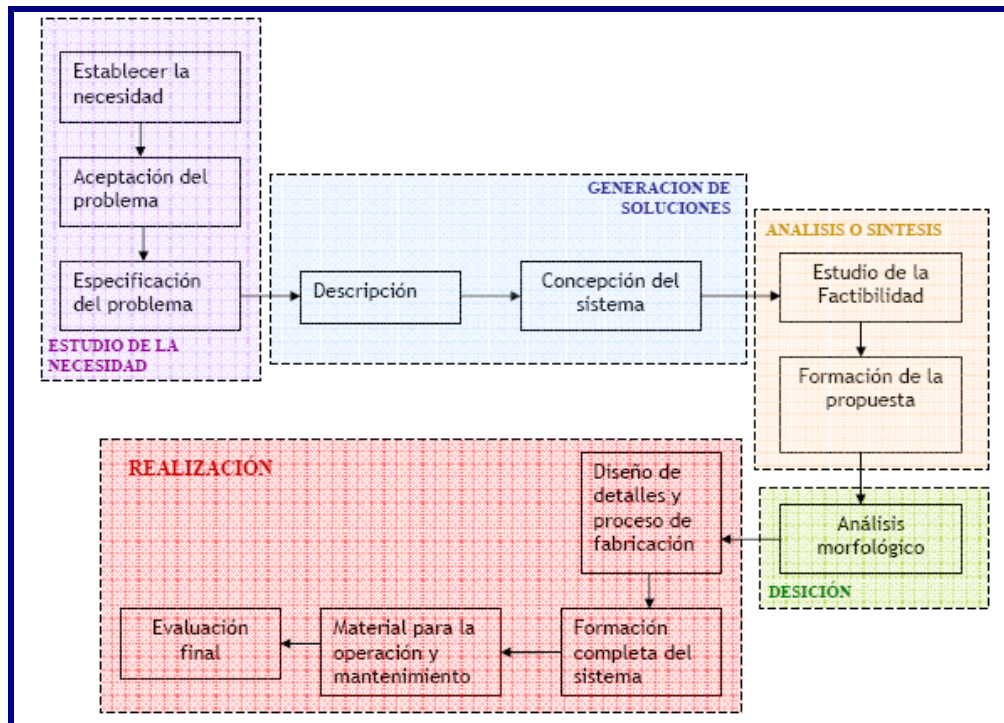 Establecer la
necesidad
Aceptación del
problema
Especificación
del problema
ESTUDIO DE LA
NECESIDAD
GENERACION DE
SOLUCIONES
Descripción
Concepción del
sistema
ANALISIS O SINTESIS
Estudio de la
Factibilidad
Formación de la
propuesta
Análisis
morfológico
DESICIÓN
REALIZACIÓN
Diseño de
detalles y
proceso de
fabricación
Formación
completa del
sistema
Material para la
operación y
mantenimiento
Evaluación
final